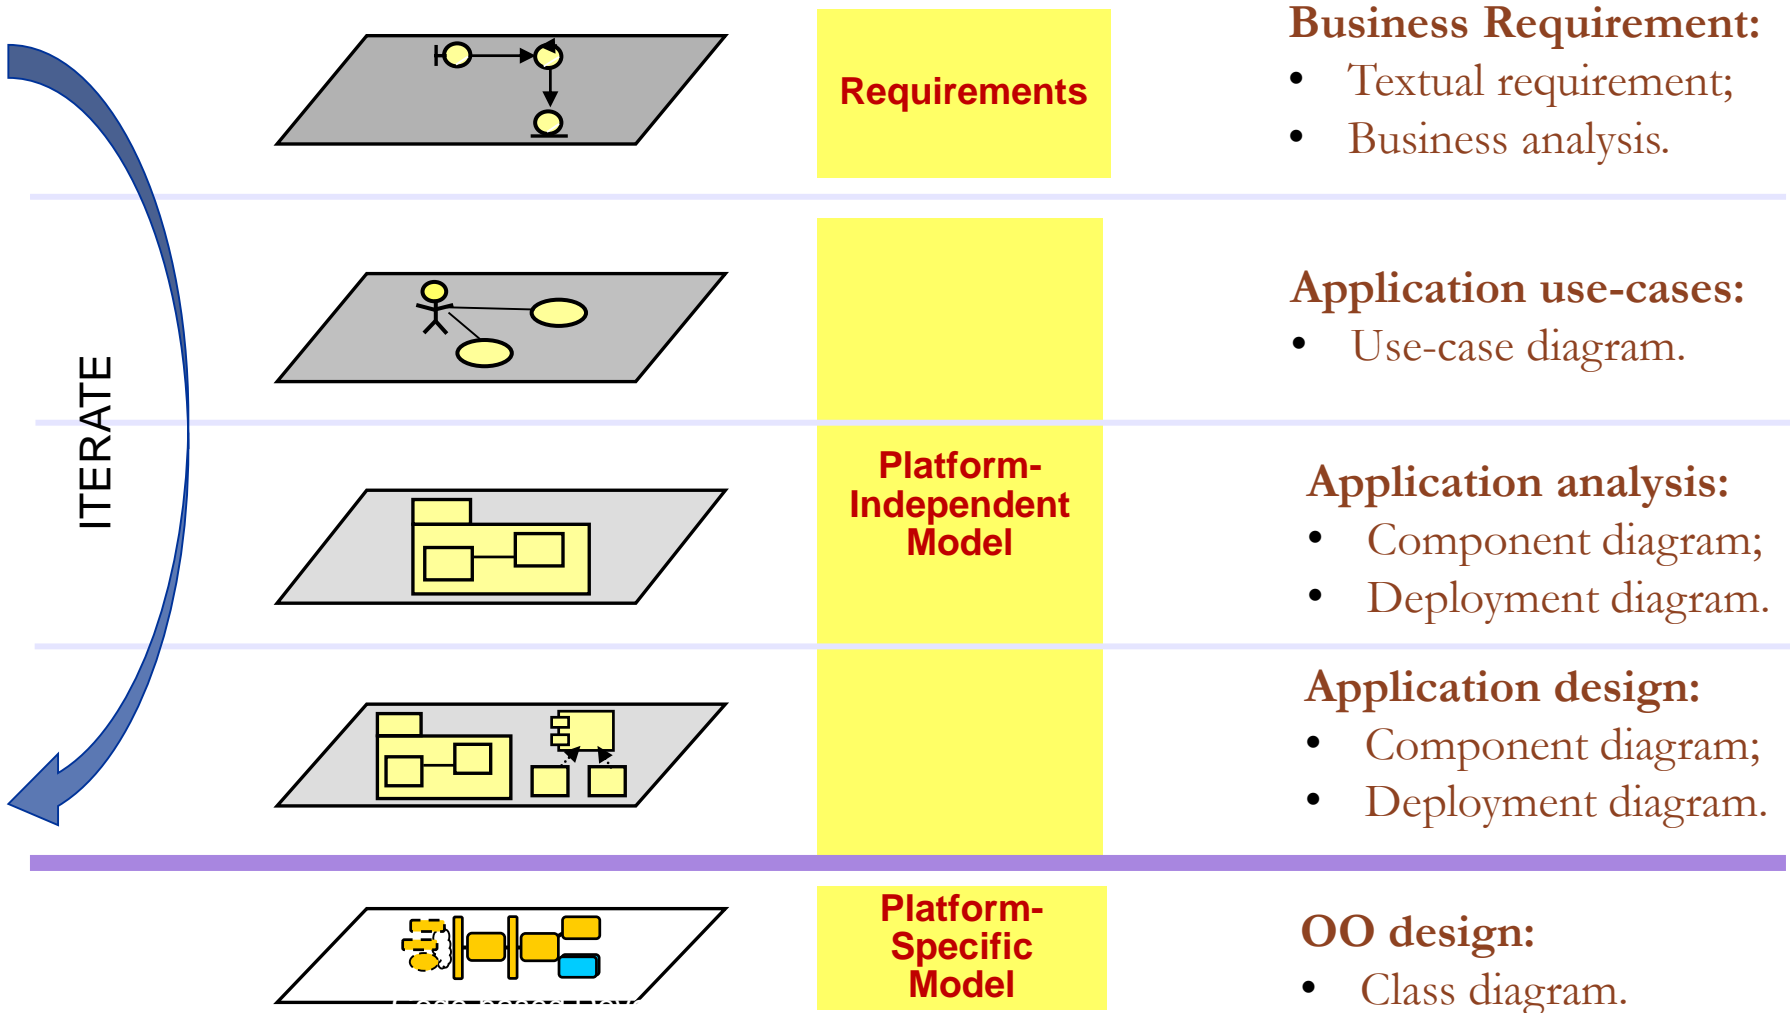 Business Requirement:
• Textual requirement;
• Business analysis.
Requirements
Application use-cases:
• Use-case diagram.
ITERATE
Platform-
Independent
Model
Application analysis:
• Component diagram;
• Deployment diagram.
Application design:
• Component diagram;
• Deployment diagram.
Platform-
Specific
Model
OO design:
• Class diagram.